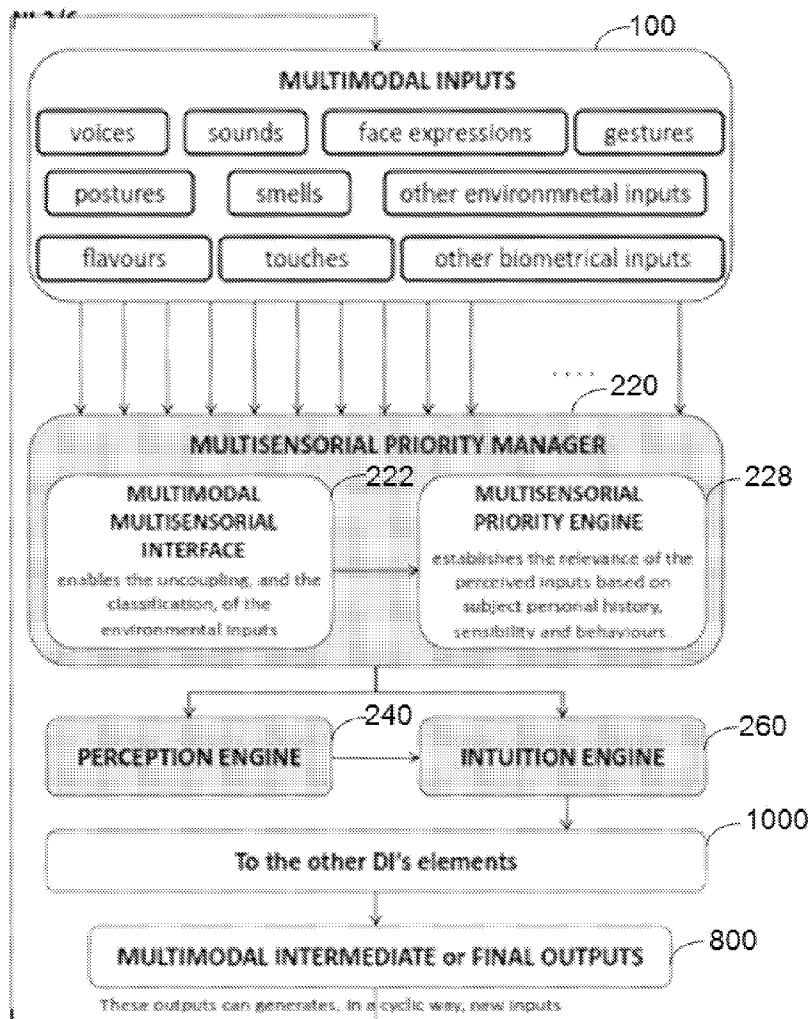 100
MULTIMODAL INPUTS
voices sounds face expressions gestures
postures smells other environmnetal inputs
flavours touches other biometrical inputs
....
220
MULTISENSORIAL PRIORITY MANAGER
222
MULTIMODAL
MULTISENSORIAL
INTERFACE
enables the uncoupling, and the
classification, of the
environmental inputs
228
MULTISENSORIAL
PRIORITY ENGINE
establishes the relevance of the
perceived inputs based on
subject personal history,
sensibility and behaviours
240
PERCEPTION ENGINE
260
INTUITION ENGINE
1000
To the other DI's elements
800
MULTIMODAL INTERMEDIATE or FINAL OUTPUTS
These outputs can generates, in a cyclic way, new inputs